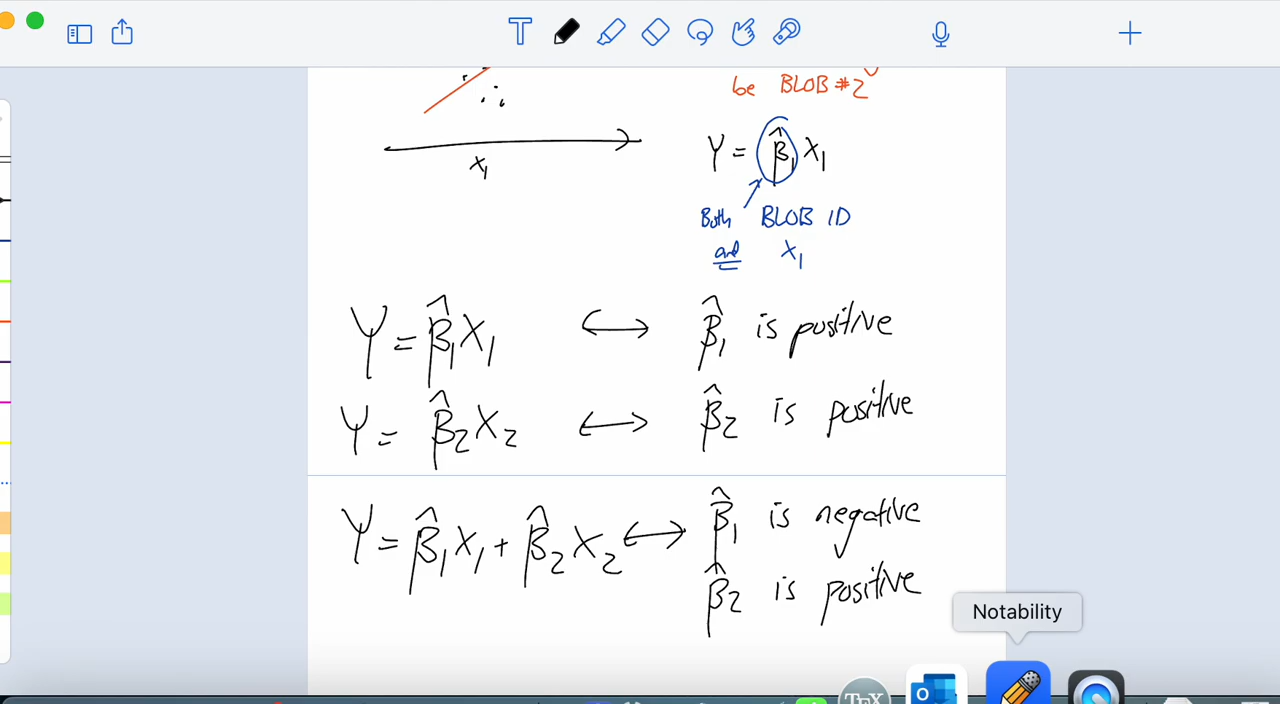 be BLOB #2
X₁
Y = β̂₁ X₁
Both BLOB ID
and X₁
Y = β̂₁X₁ ↔ β̂₁ is positive
Y = β̂₂X₂ ↔ β̂₂ is positive
Y = β̂₁X₁ + β̂₂X₂ ↔ β̂₁ is negative
β̂₂ is positive
Notability
TEX